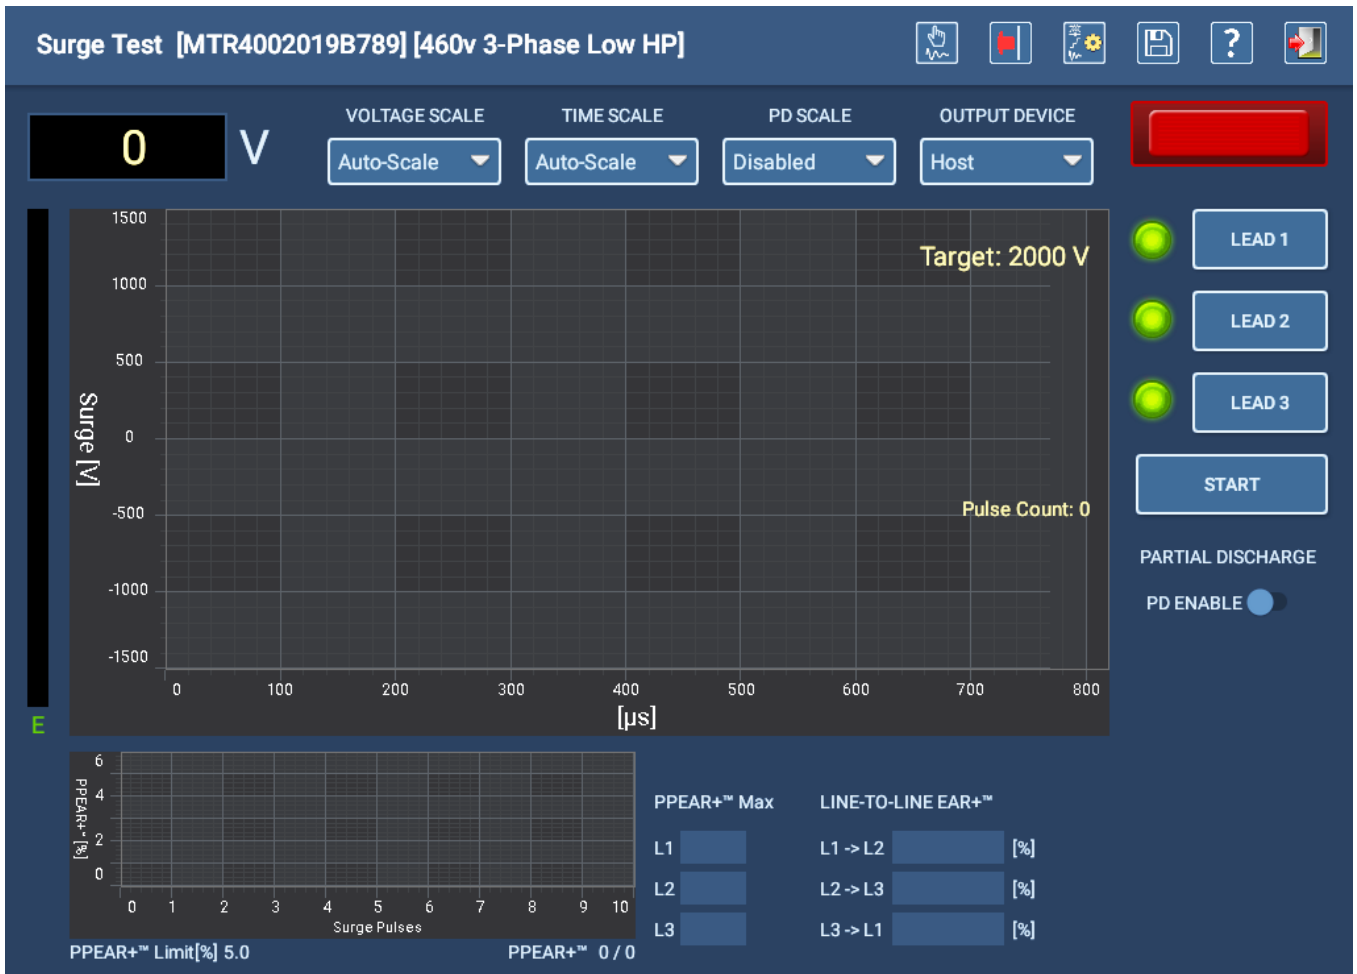 Surge Test [MTR4002019B789] [460v 3-Phase Low HP]
?
VOLTAGE SCALE
TIME SCALE
PD SCALE
OUTPUT DEVICE
0
V
Auto-Scale
Auto-Scale
Disabled
Host
1500
1000
500
0
-500
-1000
-1500
Surge [V]
Target: 2000 V
Pulse Count: 0
0 100 200 300 400 500 600 700 800
[µs]
E
LEAD 1
LEAD 2
LEAD 3
START
PARTIAL DISCHARGE
PD ENABLE
6
4
2
0
PPEAR+™ [%]
0 1 2 3 4 5 6 7 8 9 10
Surge Pulses
PPEAR+™ Limit[%] 5.0
PPEAR+™ 0 / 0
PPEAR+™ Max
LINE-TO-LINE EAR+™
L1
L1 -> L2 [%]
L2
L2 -> L3 [%]
L3
L3 -> L1 [%]